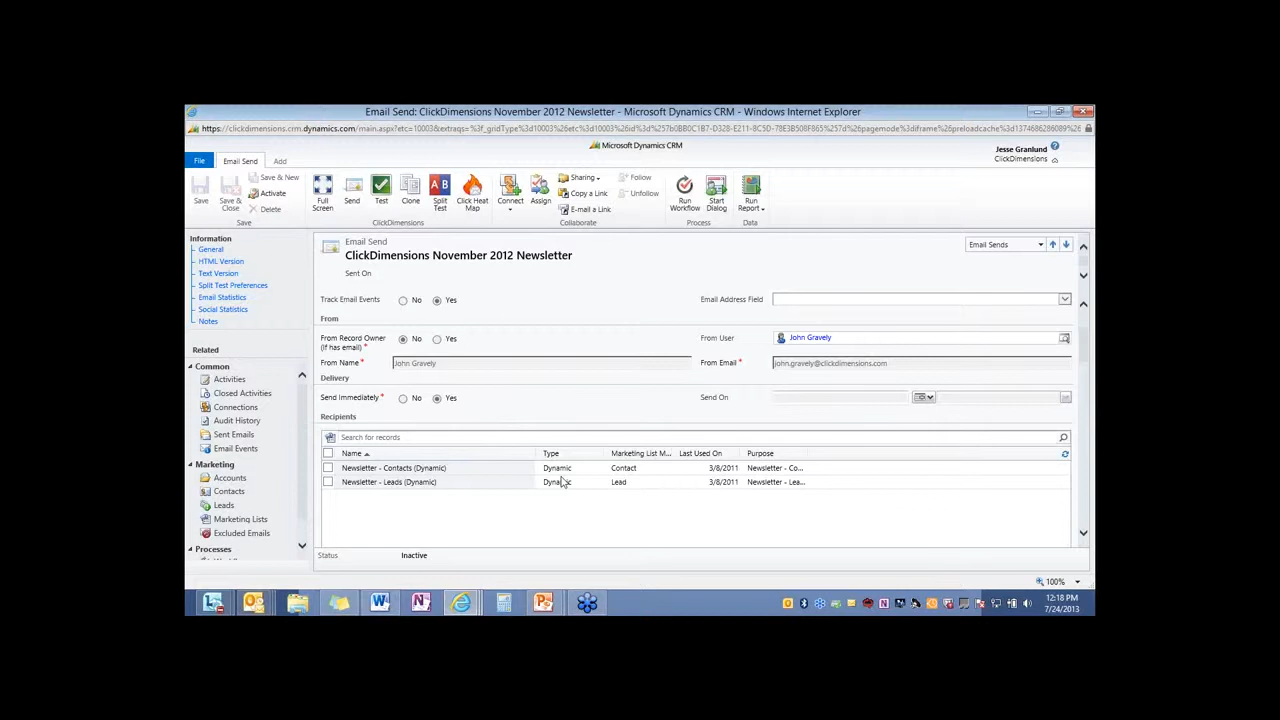 Email Send: ClickDimensions November 2012 Newsletter - Microsoft Dynamics CRM - Windows Internet Explorer
Microsoft Dynamics CRM
Jesse Granlund
ClickDimensions
File Email Send Add
Save
Save & Close
Save & New
Activate
Delete
Save
Full Screen
Send
Test
Clone
Split Test
Click Heat Map
ClickDimensions
Connect
Assign
Sharing
Copy a Link
E-mail a Link
Follow
Unfollow
Collaborate
Run Workflow
Start Dialog
Process
Run Report
Data
Information
General
HTML Version
Text Version
Split Test Preferences
Email Statistics
Social Statistics
Notes
Related
Common
Activities
Closed Activities
Connections
Audit History
Sent Emails
Email Events
Marketing
Accounts
Contacts
Leads
Marketing Lists
Excluded Emails
Processes
Email Send
ClickDimensions November 2012 Newsletter
Email Sends
Sent On
Track Email Events No Yes Email Address Field
From
From Record Owner (If has email) * No Yes From User John Gravely
From Name * John Gravely From Email * john.gravely@clickdimensions.com
Delivery
Send Immediately * No Yes Send On
Recipients
Search for records
Name Type Marketing List M... Last Used On Purpose
Newsletter - Contacts (Dynamic) Dynamic Contact 3/8/2011 Newsletter - Co...
Newsletter - Leads (Dynamic) Dynamic Lead 3/8/2011 Newsletter - Lea...
Status Inactive
100%
12:18 PM
7/24/2013